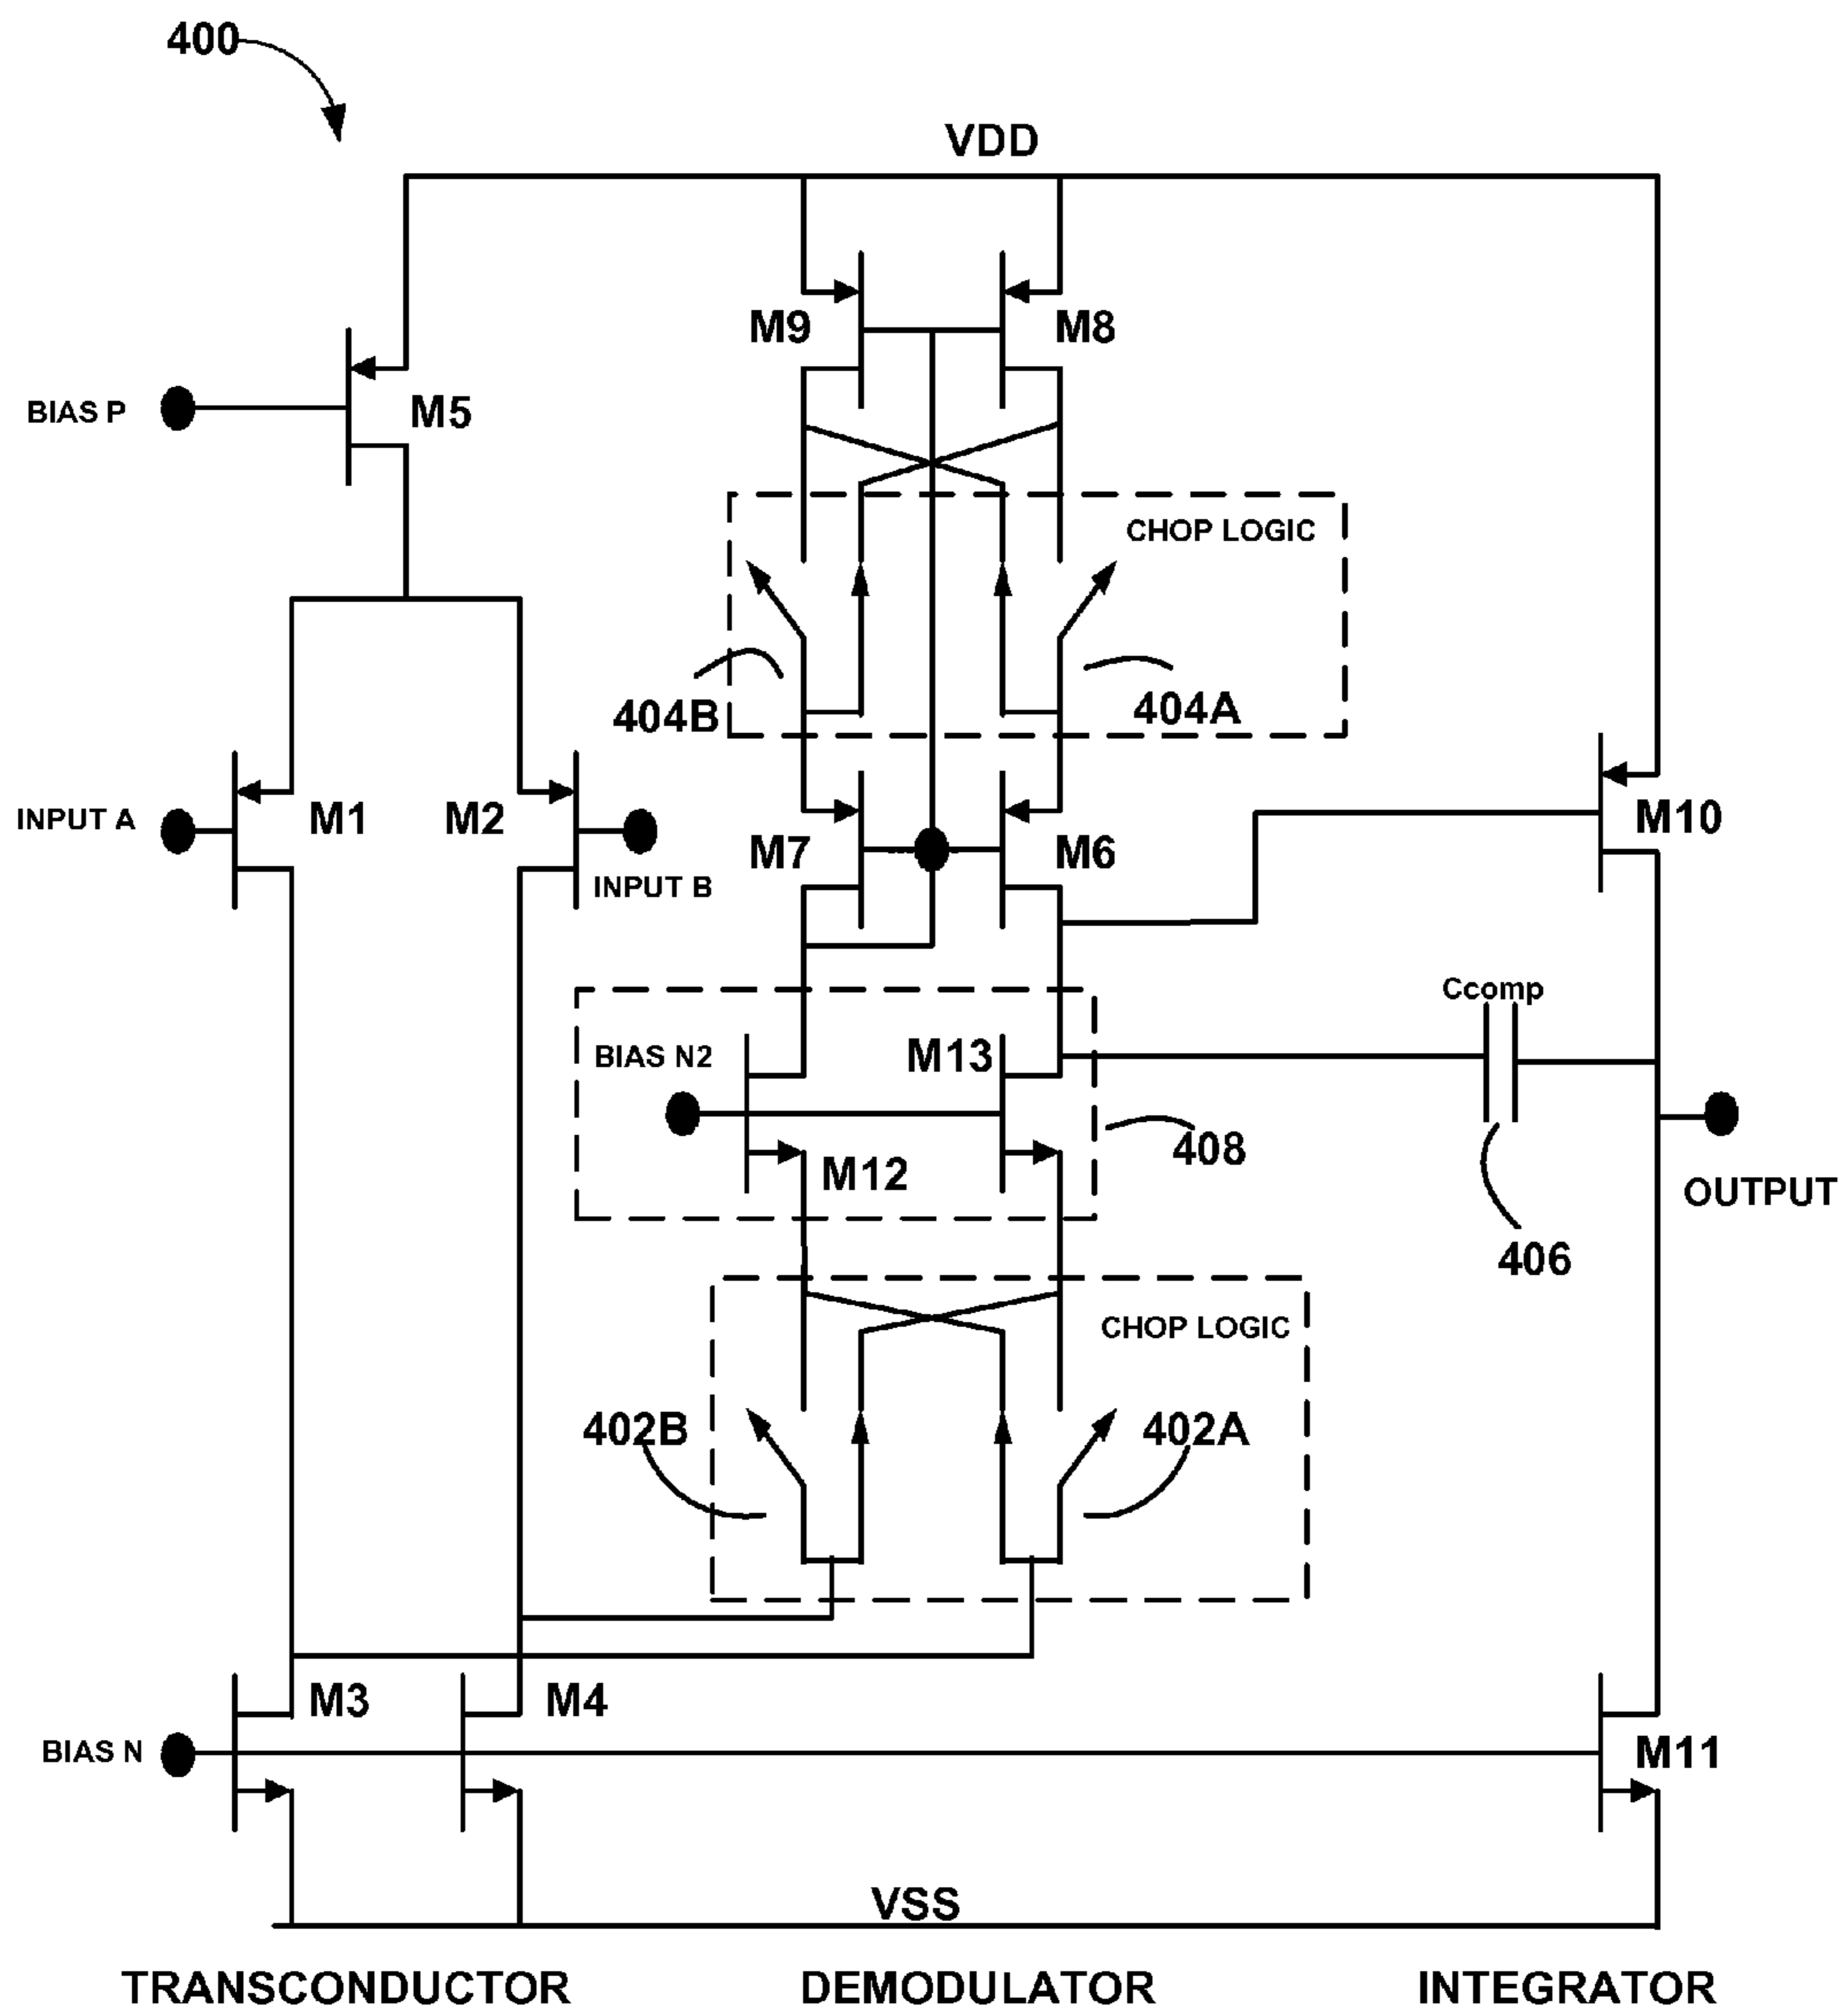 400
VDD
M9
M8
BIAS P
M5
CHOP LOGIC
404B
404A
INPUT A
M1
M2
INPUT B
M7
M6
M10
Ccomp
BIAS N2
M13
M12
408
OUTPUT
406
CHOP LOGIC
402B
402A
M3
M4
BIAS N
M11
VSS
TRANSCONDUCTOR
DEMODULATOR
INTEGRATOR